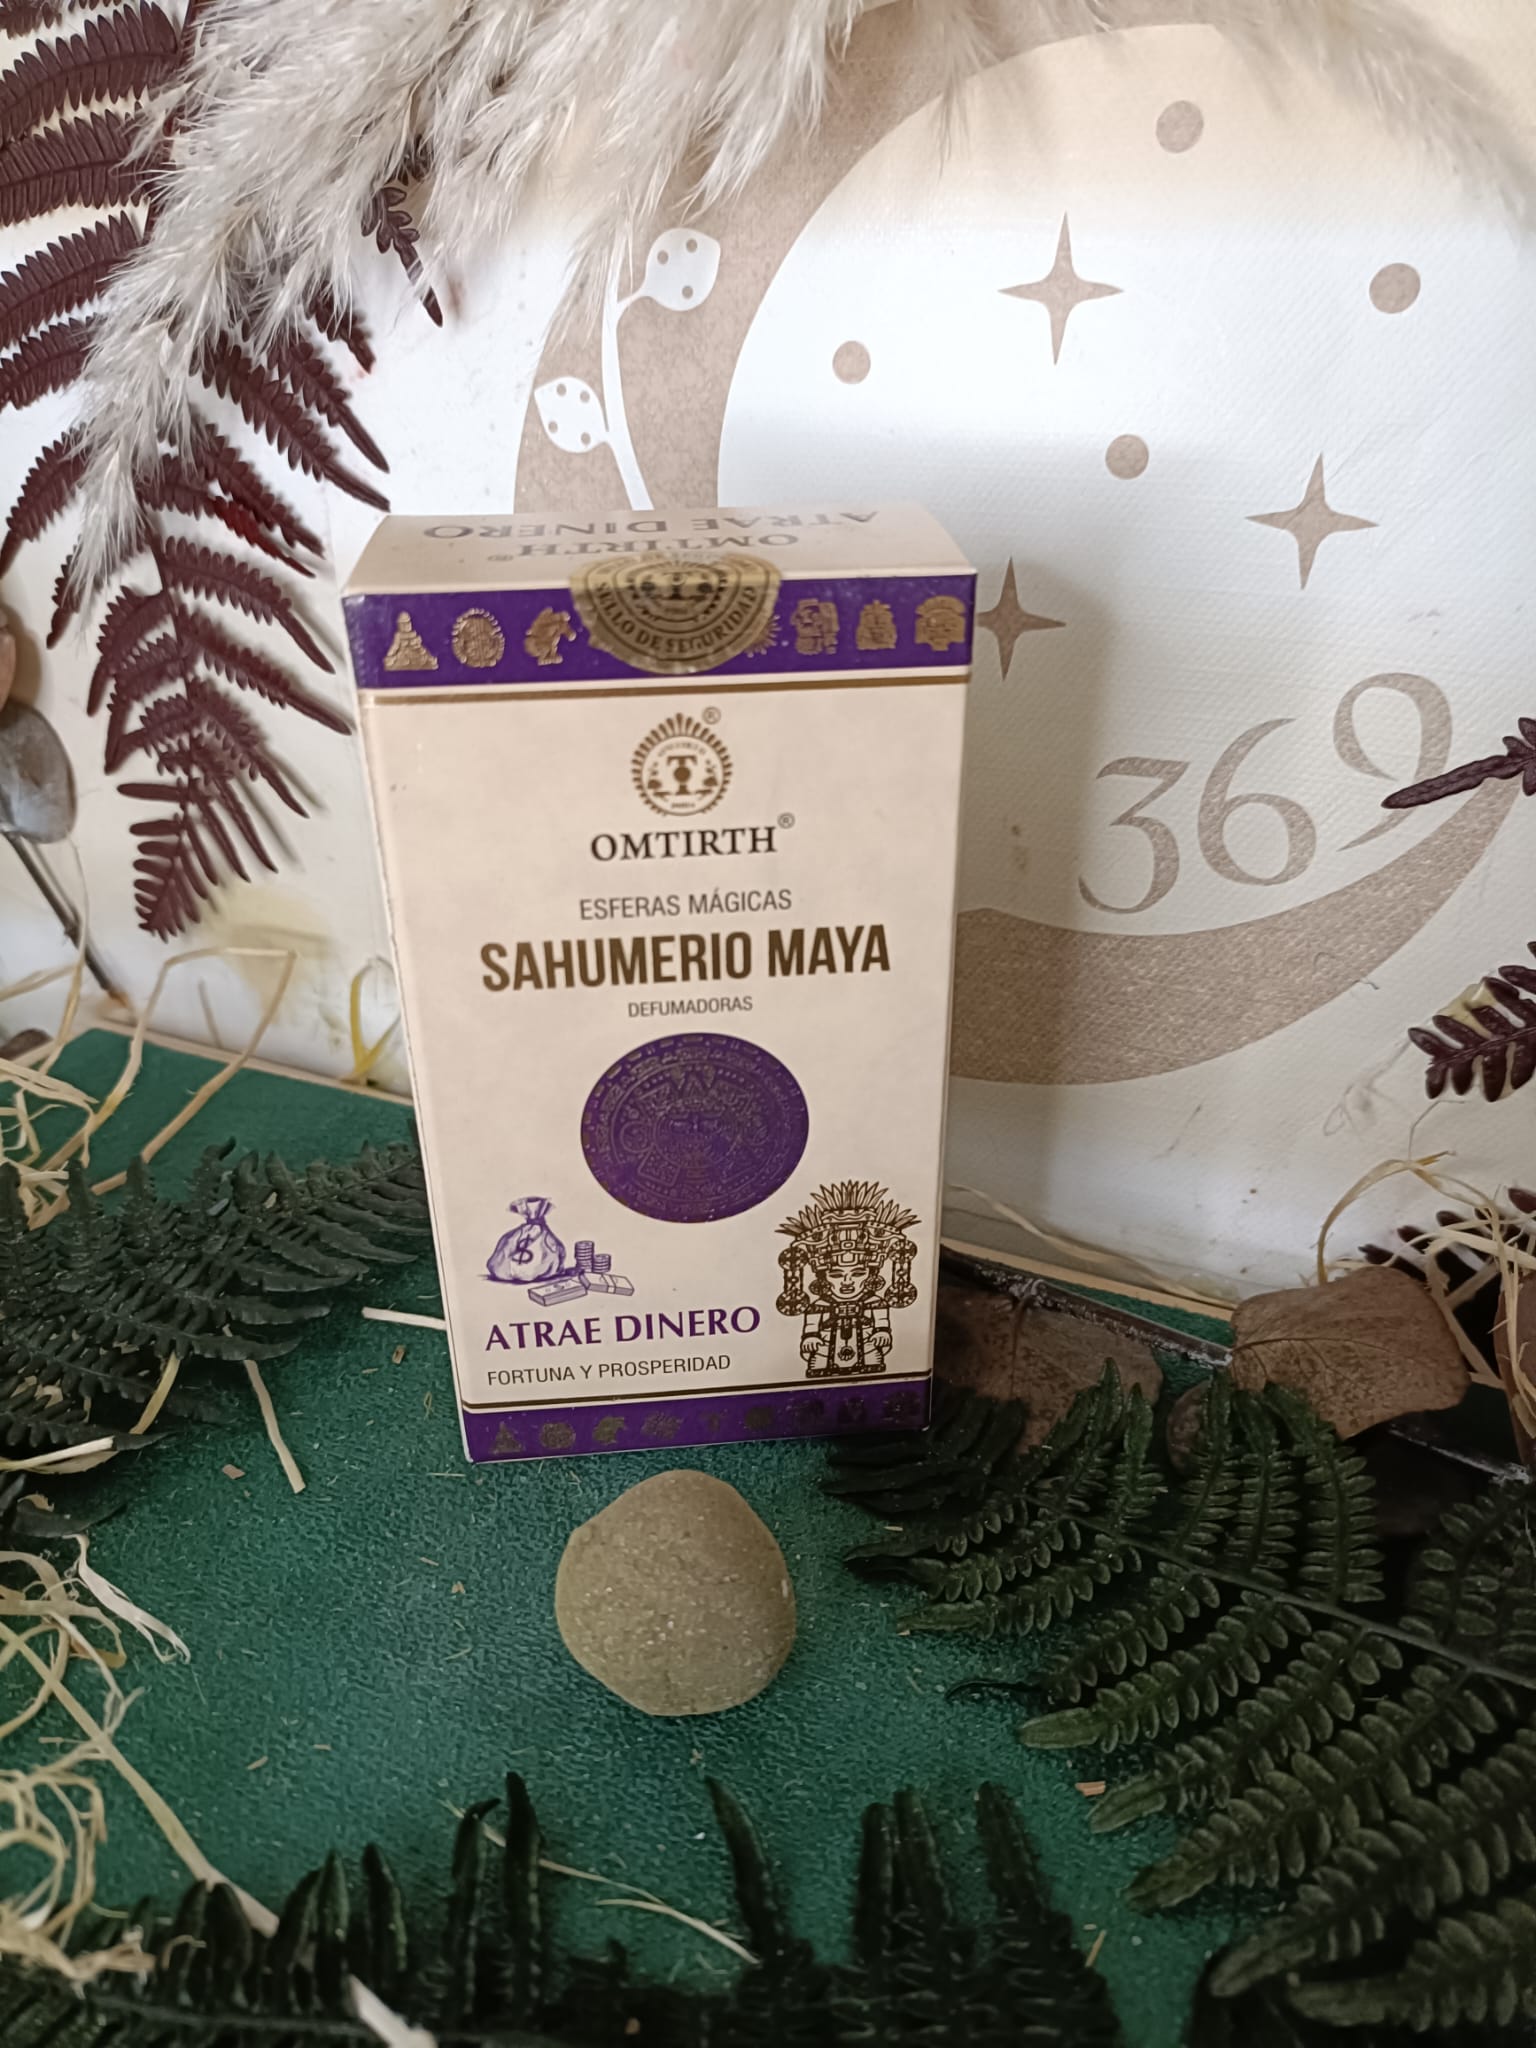 ATRAE DINERO
OMTIRTH®
SELLO DE SEGURIDAD
T
®
OMTIRTH®
ESFERAS MÁGICAS
SAHUMERIO MAYA
DEFUMADORAS
$
ATRAE DINERO
FORTUNA Y PROSPERIDAD
369